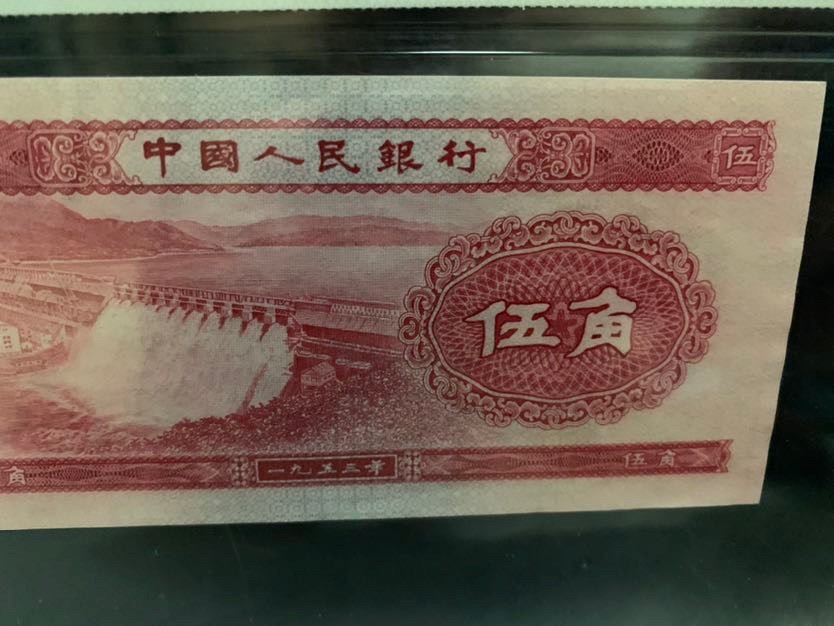 中國人民銀行
伍
伍角
角
一九五三年
伍角